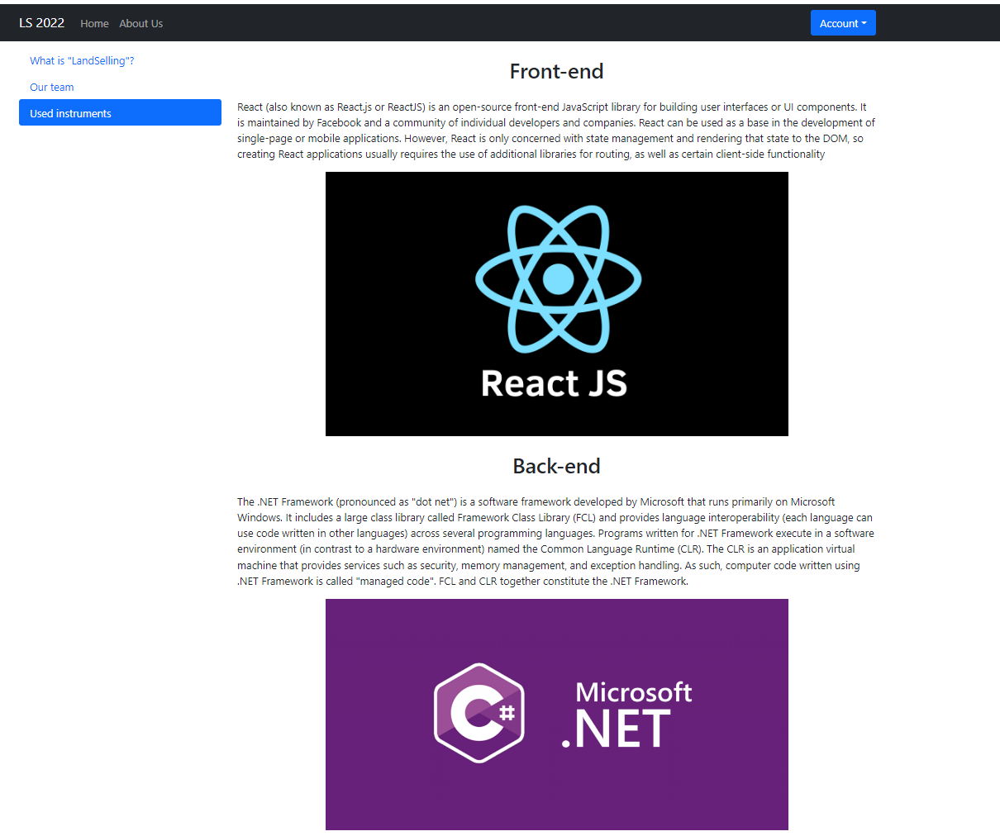 LS 2022 Home About Us Account
What is "LandSelling"?
Our team
Used instruments
Front-end
React (also known as React.js or ReactJS) is an open-source front-end JavaScript library for building user interfaces or UI components. It
is maintained by Facebook and a community of individual developers and companies. React can be used as a base in the development of
single-page or mobile applications. However, React is only concerned with state management and rendering that state to the DOM, so
creating React applications usually requires the use of additional libraries for routing, as well as certain client-side functionality
React JS
Back-end
The .NET Framework (pronounced as "dot net") is a software framework developed by Microsoft that runs primarily on Microsoft
Windows. It includes a large class library called Framework Class Library (FCL) and provides language interoperability (each language can
use code written in other languages) across several programming languages. Programs written for .NET Framework execute in a software
environment (in contrast to a hardware environment) named the Common Language Runtime (CLR). The CLR is an application virtual
machine that provides services such as security, memory management, and exception handling. As such, computer code written using
.NET Framework is called "managed code". FCL and CLR together constitute the .NET Framework.
C#
Microsoft
.NET